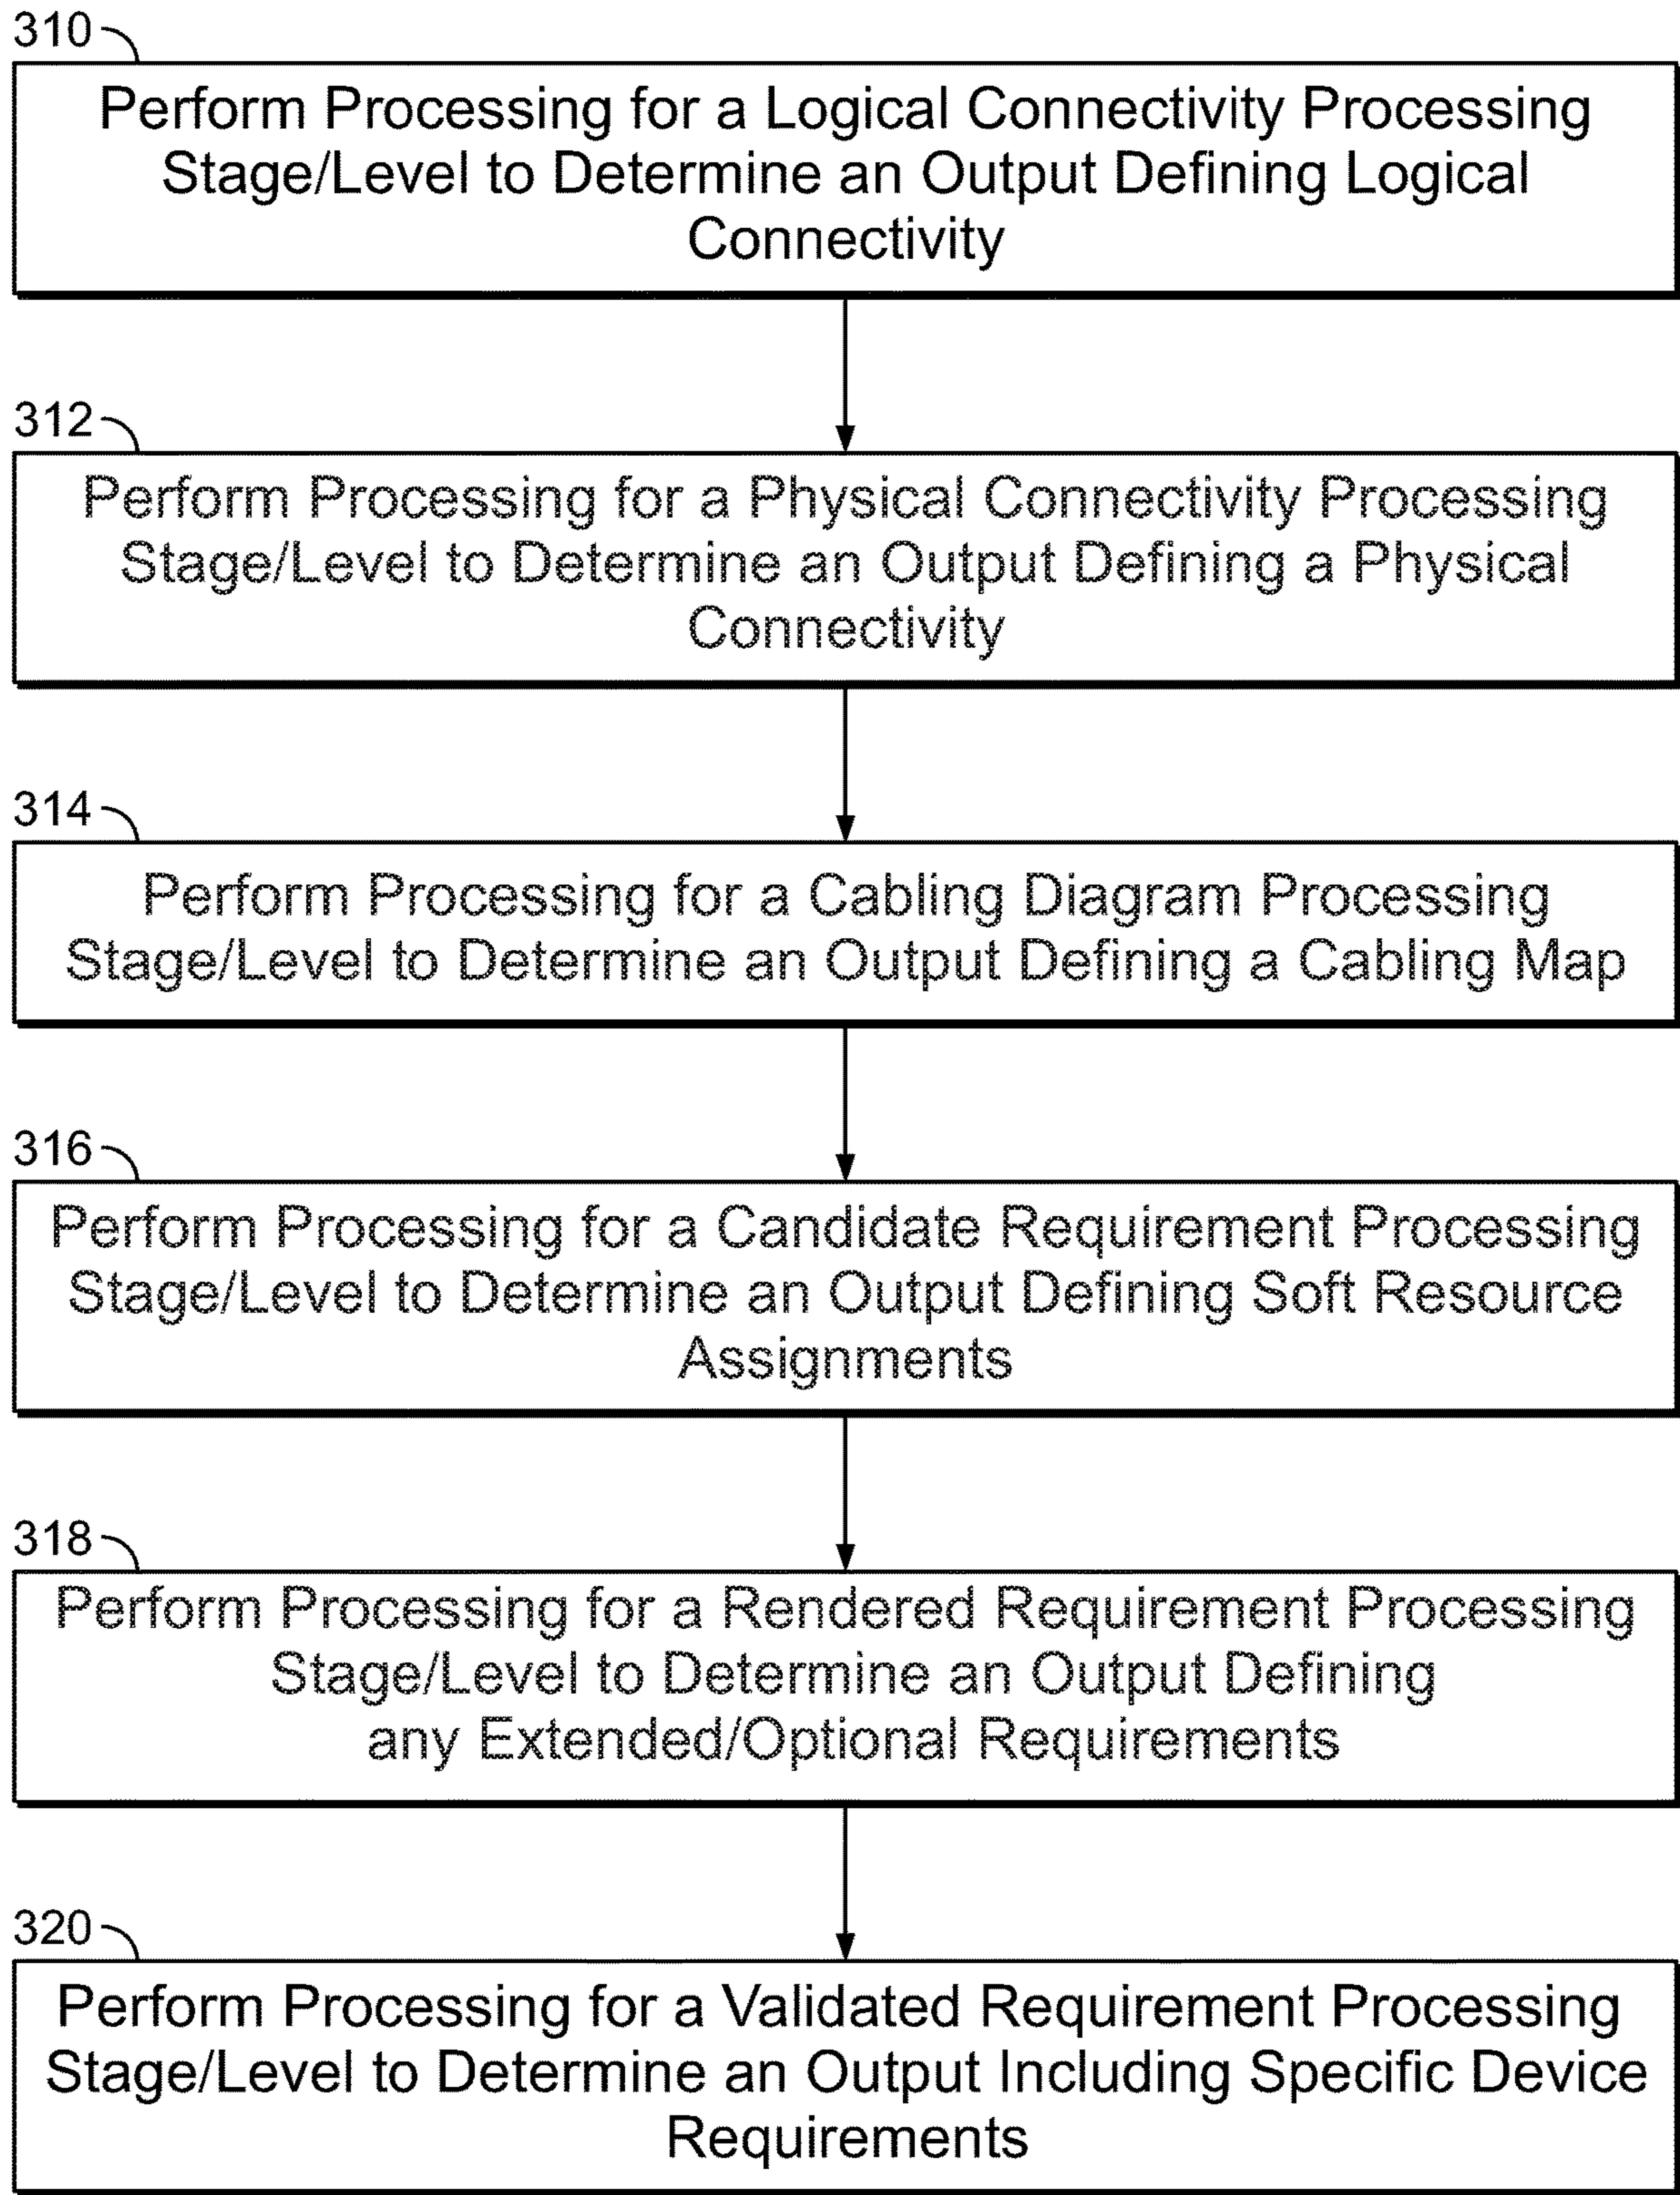 310
Perform Processing for a Logical Connectivity Processing
Stage/Level to Determine an Output Defining Logical
Connectivity
312
Perform Processing for a Physical Connectivity Processing
Stage/Level to Determine an Output Defining a Physical
Connectivity
314
Perform Processing for a Cabling Diagram Processing
Stage/Level to Determine an Output Defining a Cabling Map
316
Perform Processing for a Candidate Requirement Processing
Stage/Level to Determine an Output Defining Soft Resource
Assignments
318
Perform Processing for a Rendered Requirement Processing
Stage/Level to Determine an Output Defining
any Extended/Optional Requirements
320
Perform Processing for a Validated Requirement Processing
Stage/Level to Determine an Output Including Specific Device
Requirements